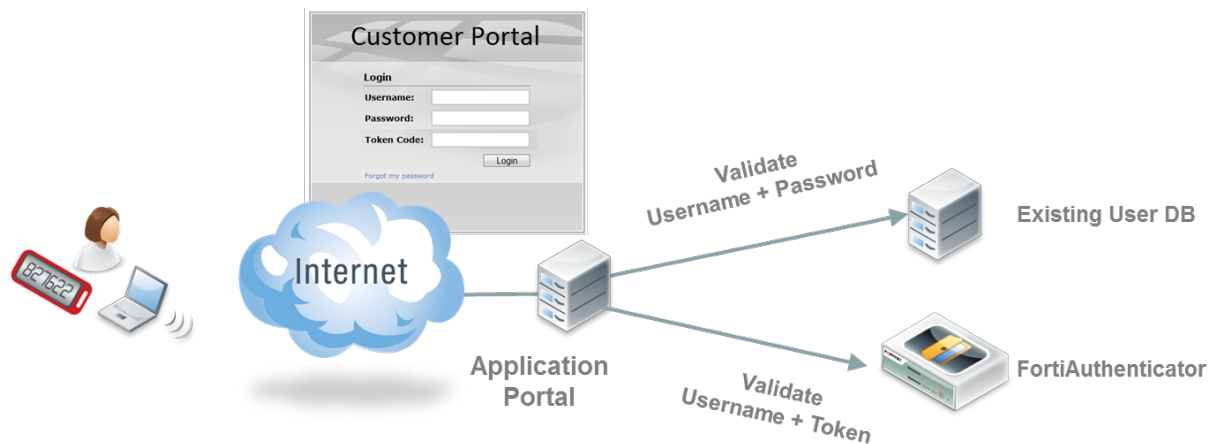 Customer Portal
Login
Username:
Password:
Token Code:
Login
Forgot my password
827622
Internet
Application
Portal
Validate
Username + Password
Existing User DB
Validate
Username + Token
FortiAuthenticator